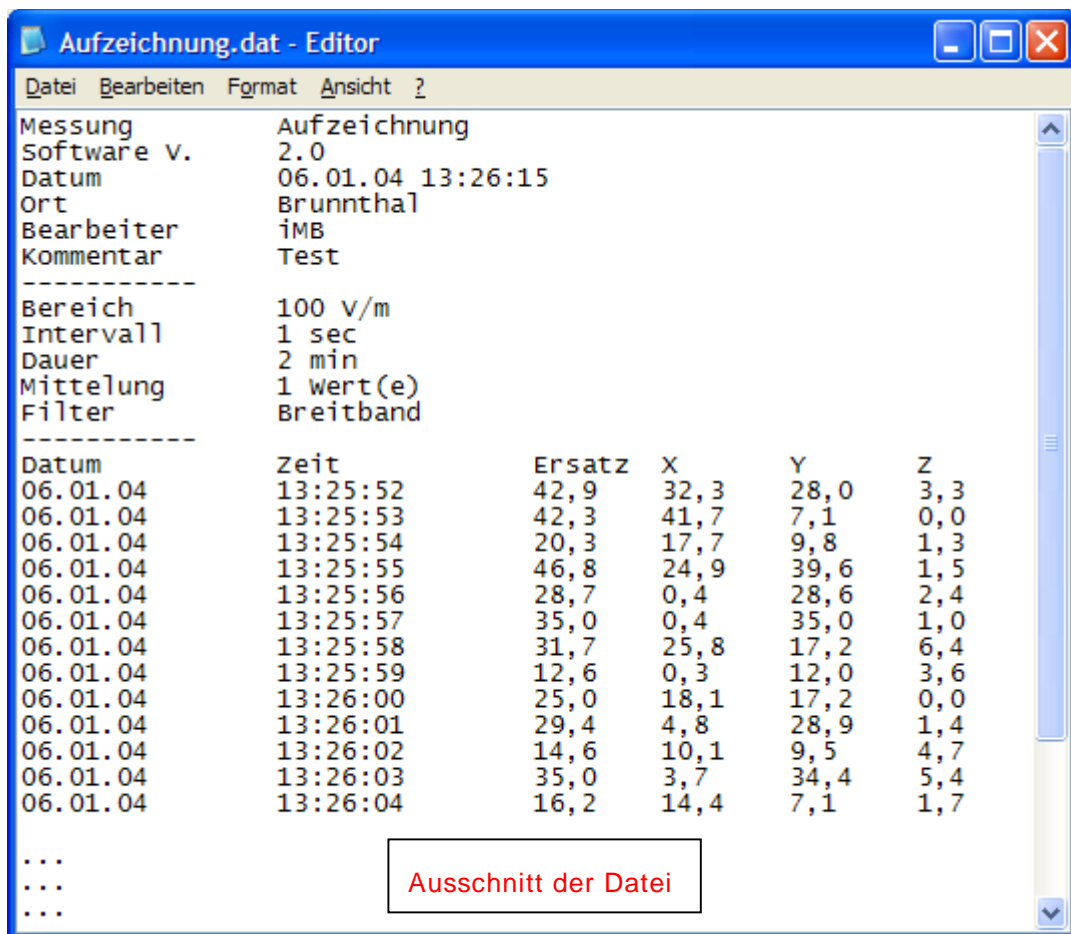 Aufzeichnung.dat - Editor
Datei Bearbeiten Format Ansicht ?
Messung Aufzeichnung
Software V. 2.0
Datum 06.01.04 13:26:15
Ort Brunnthal
Bearbeiter iMB
Kommentar Test
-----------
Bereich 100 V/m
Intervall 1 sec
Dauer 2 min
Mittelung 1 Wert(e)
Filter Breitband
-----------
Datum Zeit Ersatz X Y Z
06.01.04 13:25:52 42,9 32,3 28,0 3,3
06.01.04 13:25:53 42,3 41,7 7,1 0,0
06.01.04 13:25:54 20,3 17,7 9,8 1,3
06.01.04 13:25:55 46,8 24,9 39,6 1,5
06.01.04 13:25:56 28,7 0,4 28,6 2,4
06.01.04 13:25:57 35,0 0,4 35,0 1,0
06.01.04 13:25:58 31,7 25,8 17,2 6,4
06.01.04 13:25:59 12,6 0,3 12,0 3,6
06.01.04 13:26:00 25,0 18,1 17,2 0,0
06.01.04 13:26:01 29,4 4,8 28,9 1,4
06.01.04 13:26:02 14,6 10,1 9,5 4,7
06.01.04 13:26:03 35,0 3,7 34,4 5,4
06.01.04 13:26:04 16,2 14,4 7,1 1,7
...
...
...
Ausschnitt der Datei